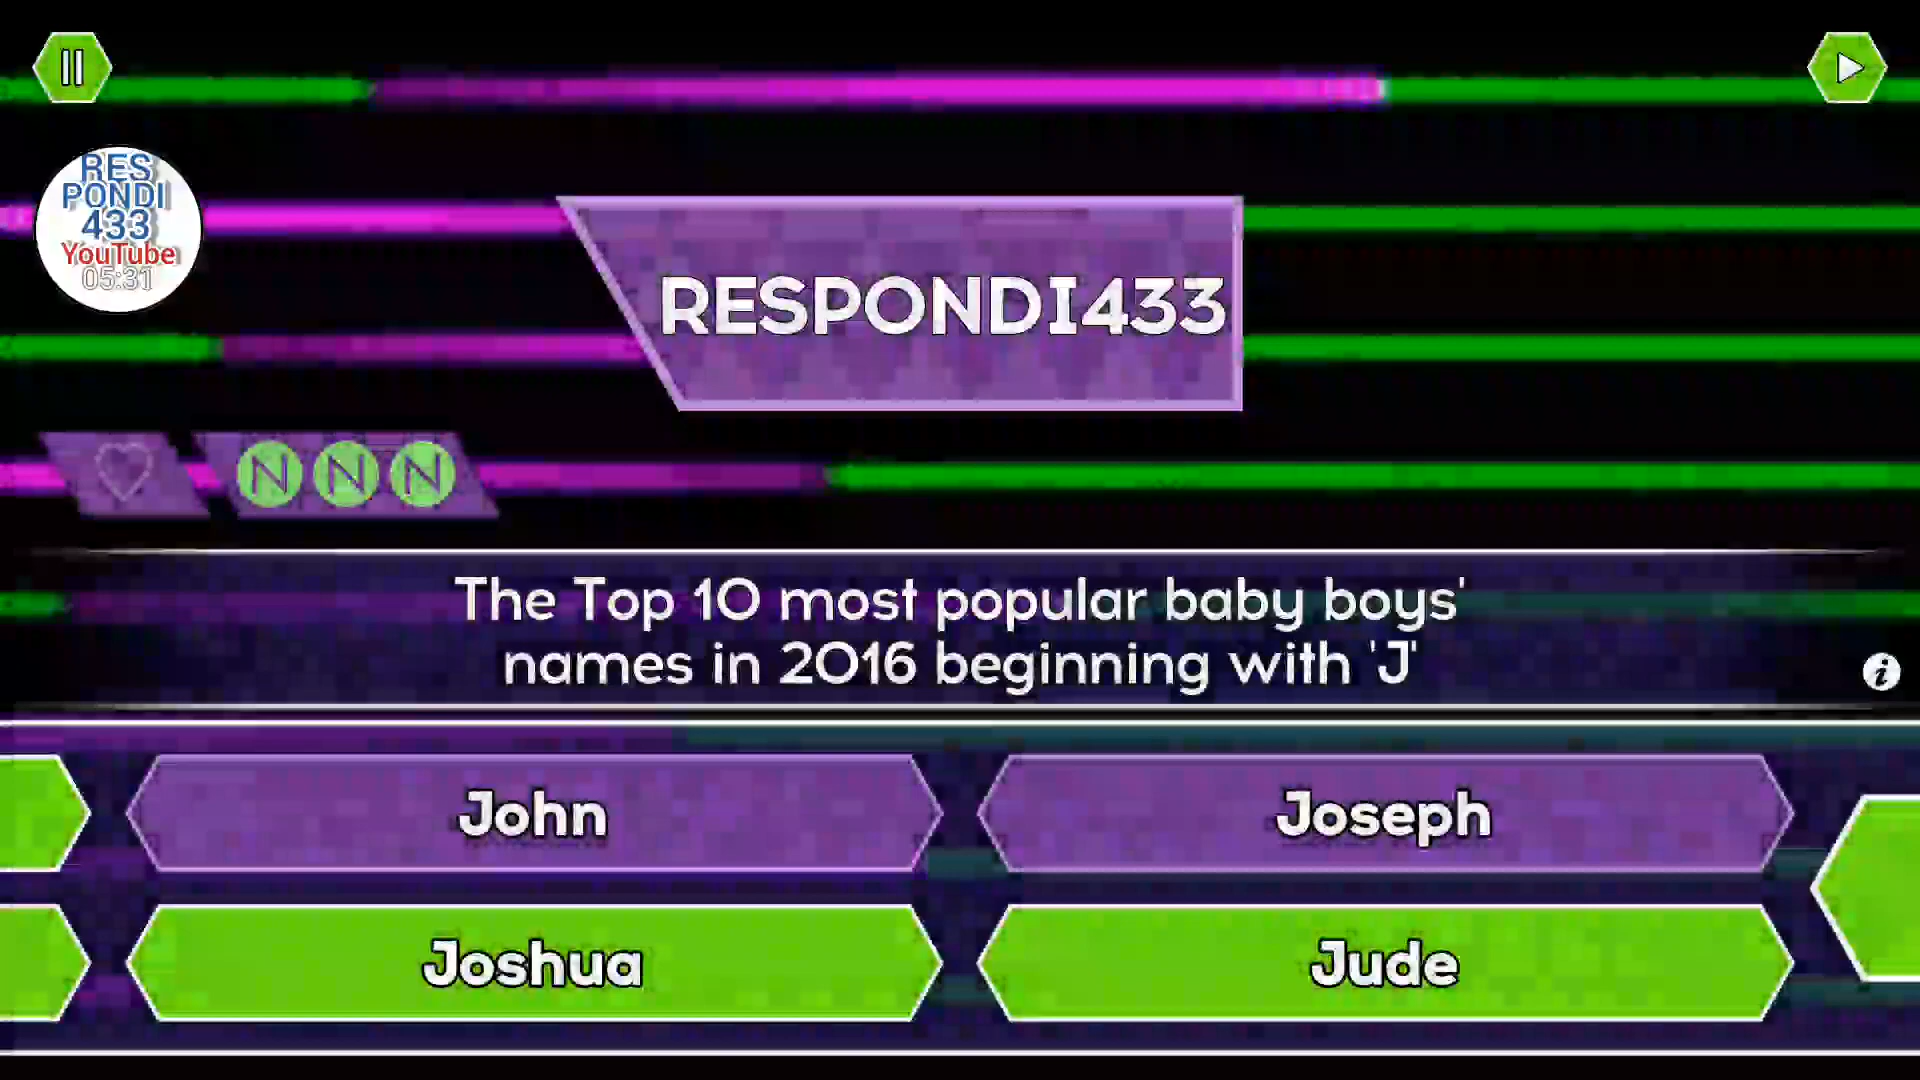 RES
PONDI
433
YouTube
05:31
RESPONDI433
N N N
The Top 10 most popular baby boys'
names in 2016 beginning with 'J'
i
John
Joseph
Joshua
Jude